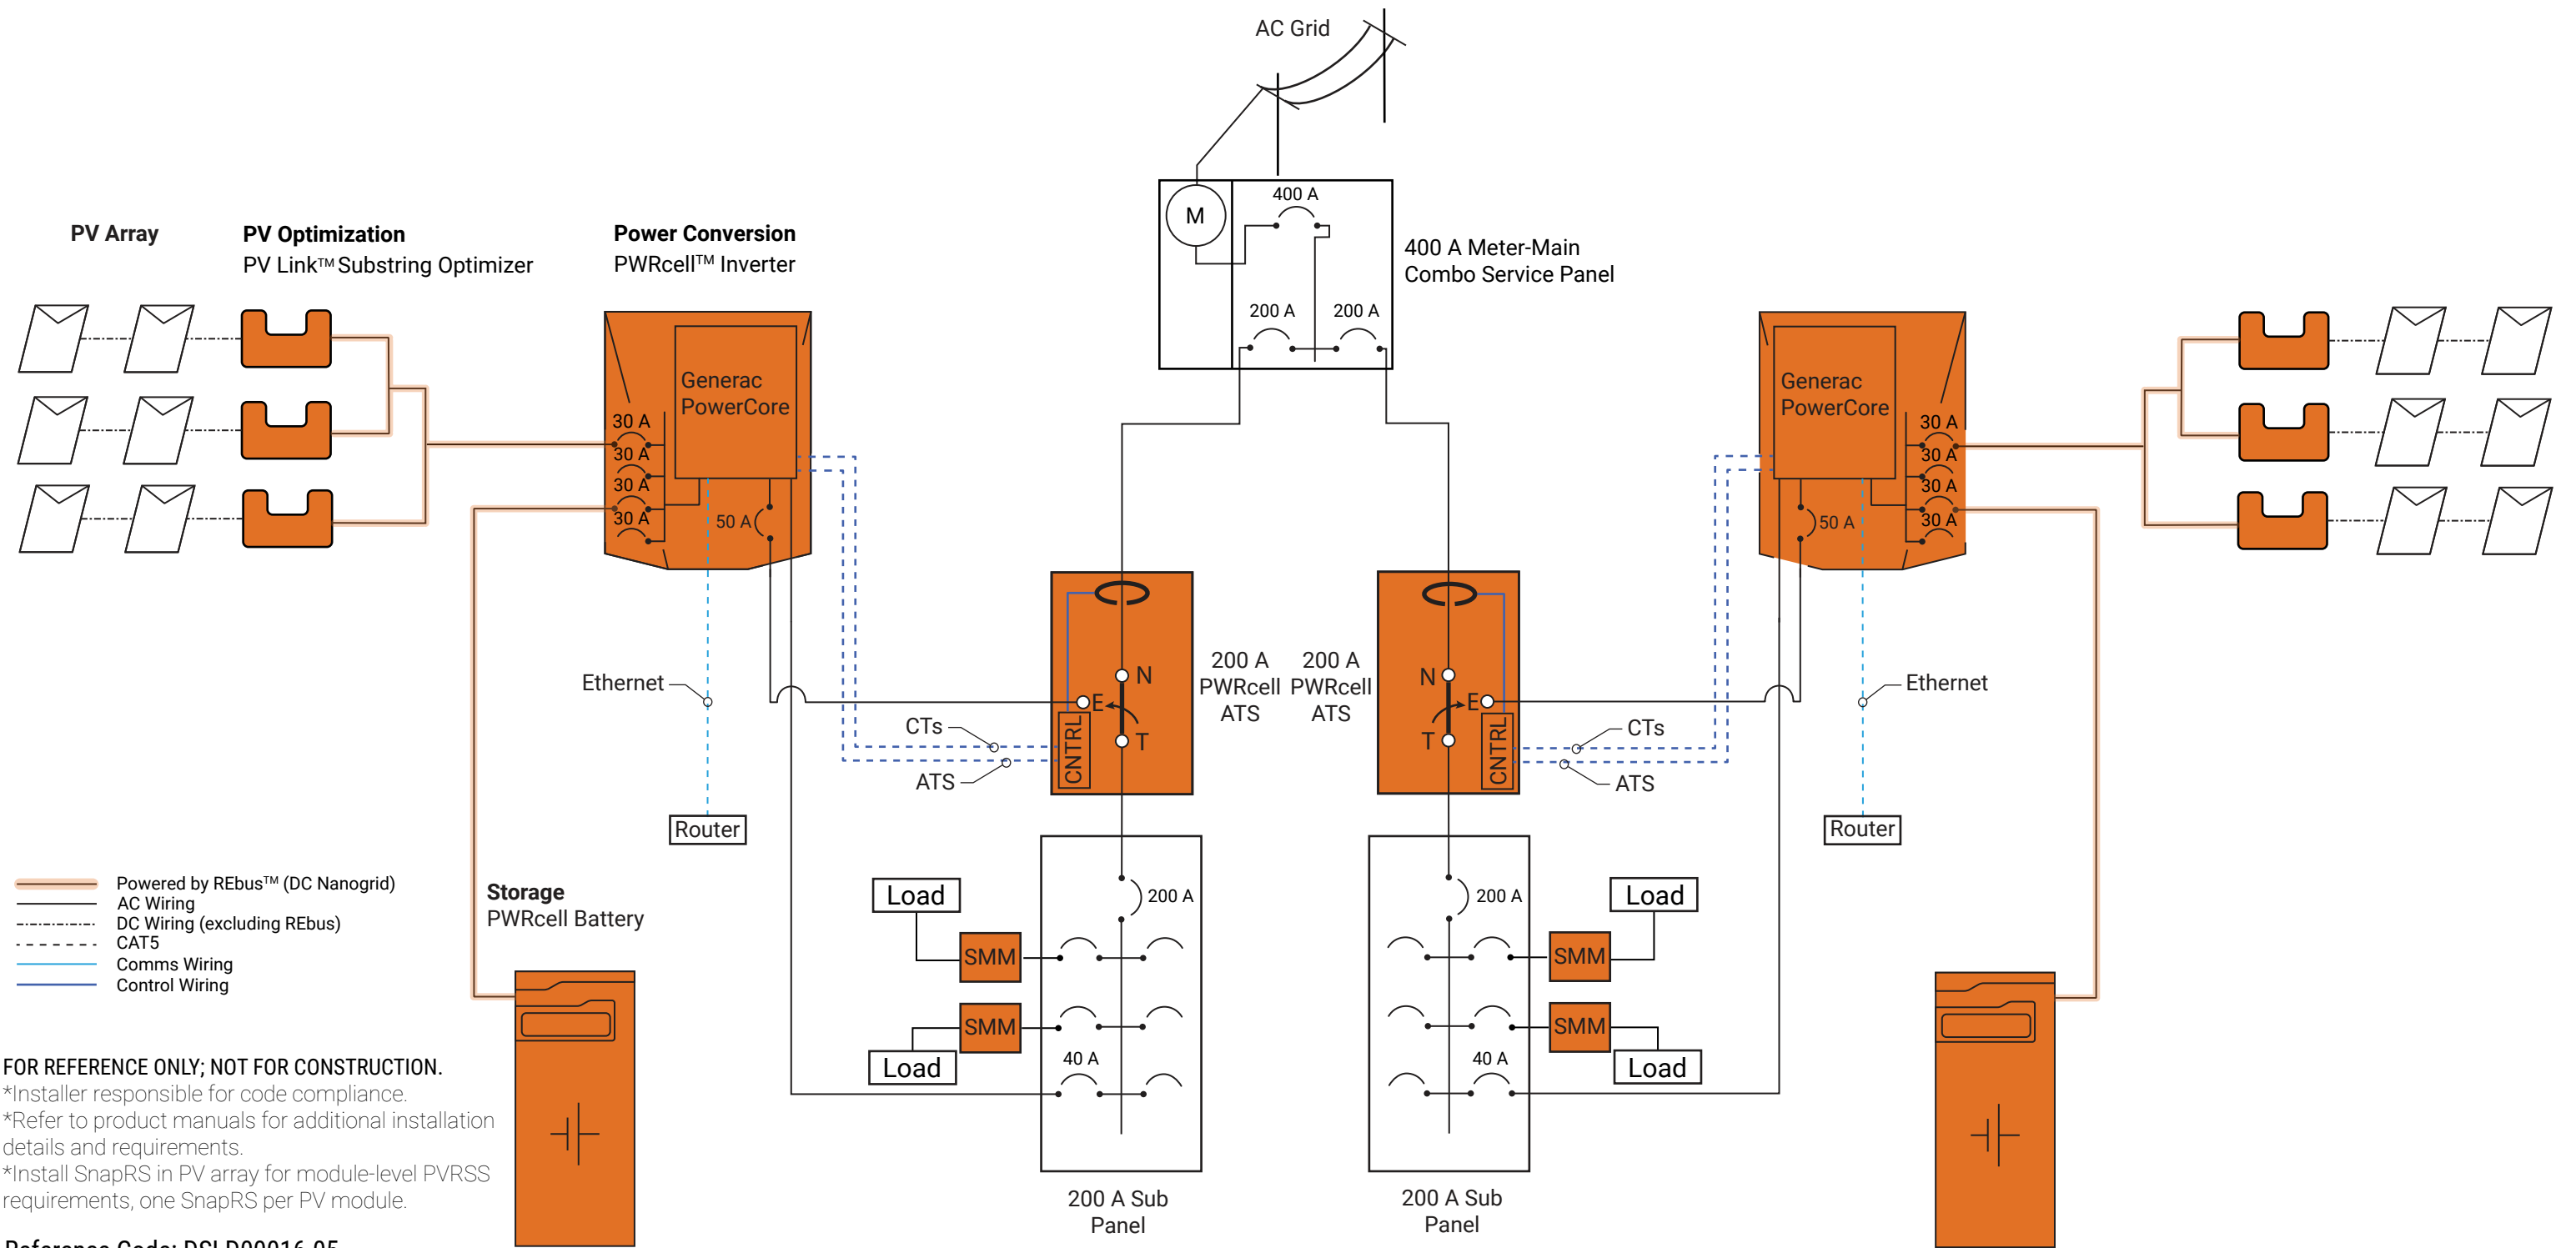 AC Grid
M
400 A
200 A
200 A
400 A Meter-Main
Combo Service Panel
PV Array
PV Optimization
PV Link™ Substring Optimizer
Power Conversion
PWRcell™ Inverter
Generac
PowerCore
30 A
30 A
30 A
30 A
50 A
Generac
PowerCore
30 A
30 A
30 A
30 A
50 A
Ethernet
Router
CTs
ATS
N
E
T
CNTRL
200 A
PWRcell
ATS
200 A
PWRcell
ATS
N
E
T
CNTRL
CTs
ATS
Ethernet
Router
Powered by REbus™ (DC Nanogrid)
AC Wiring
DC Wiring (excluding REbus)
CAT5
Comms Wiring
Control Wiring
Storage
PWRcell Battery
Load
SMM
SMM
Load
200 A
40 A
200 A Sub
Panel
200 A
40 A
200 A Sub
Panel
Load
SMM
SMM
Load
FOR REFERENCE ONLY; NOT FOR CONSTRUCTION.
*Installer responsible for code compliance.
*Refer to product manuals for additional installation
details and requirements.
*Install SnapRS in PV array for module-level PVRSS
requirements, one SnapRS per PV module.
Reference Code: DSLD00016-05